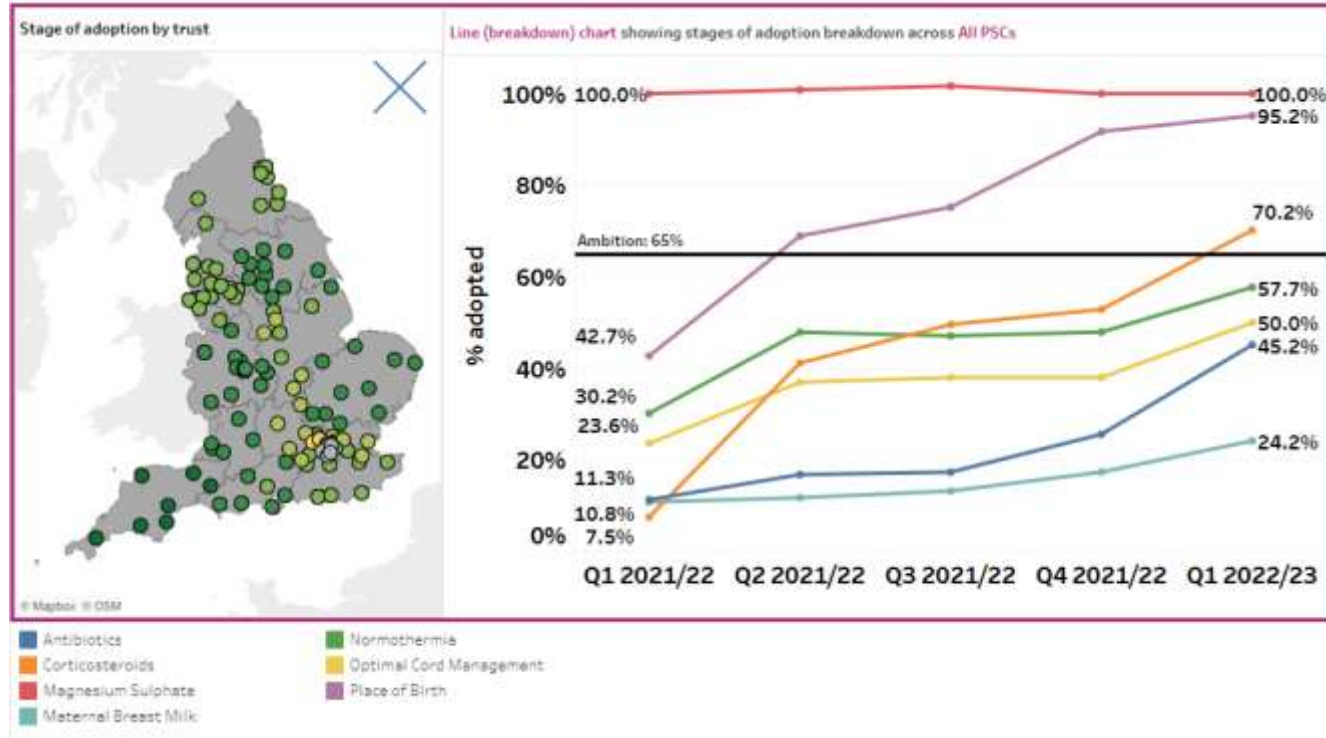 Stage of adoption by trust
Line (breakdown) chart showing stages of adoption breakdown across All PSCs
% adopted
100%
80%
60%
40%
20%
0%
100.0%
42.7%
30.2%
23.6%
11.3%
10.8%
7.5%
Ambition: 65%
100.0%
95.2%
70.2%
57.7%
50.0%
45.2%
24.2%
Q1 2021/22 Q2 2021/22 Q3 2021/22 Q4 2021/22 Q1 2022/23
© Mapbox © OSM
Antibiotics
Corticosteroids
Magnesium Sulphate
Maternal Breast Milk
Normothermia
Optimal Cord Management
Place of Birth